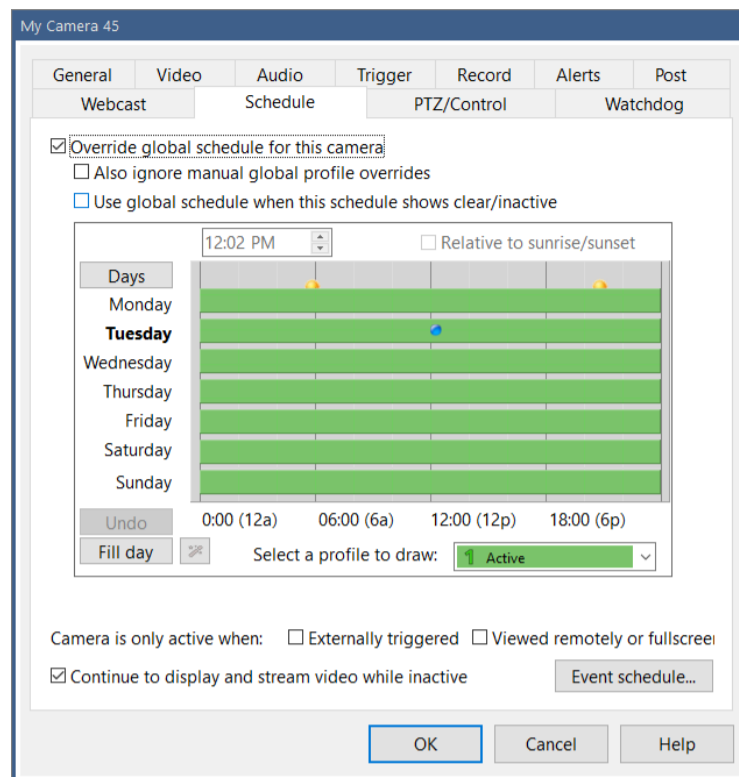 My Camera 45
General Video Audio Trigger Record Alerts Post
Webcast Schedule PTZ/Control Watchdog
Override global schedule for this camera
Also ignore manual global profile overrides
Use global schedule when this schedule shows clear/inactive
12:02 PM Relative to sunrise/sunset
Days
Monday
Tuesday
Wednesday
Thursday
Friday
Saturday
Sunday
Undo 0:00 (12a) 06:00 (6a) 12:00 (12p) 18:00 (6p)
Fill day Select a profile to draw: 1 Active
Camera is only active when: Externally triggered Viewed remotely or fullscreen
Continue to display and stream video while inactive Event schedule...
OK Cancel Help